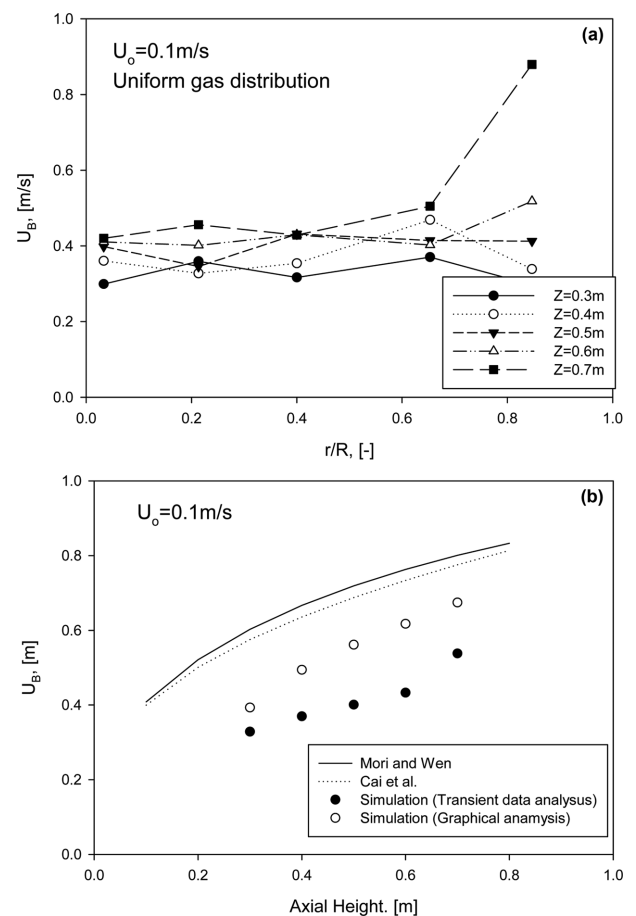 (a)
U₀=0.1m/s
Uniform gas distribution
1.0
0.8
0.6
0.4
0.2
0.0
U_B, [m/s]
Z=0.3m
Z=0.4m
Z=0.5m
Z=0.6m
Z=0.7m
0.0 0.2 0.4 0.6 0.8 1.0
r/R, [-]
(b)
U₀=0.1m/s
1.0
0.8
0.6
0.4
0.2
0.0
U_B, [m]
Mori and Wen
Cai et al.
Simulation (Transient data analysus)
Simulation (Graphical anamysis)
0.0 0.2 0.4 0.6 0.8 1.0
Axial Height. [m]